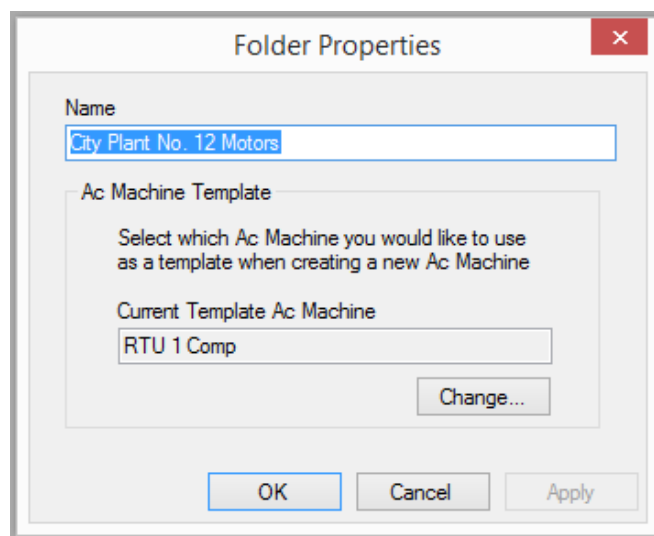 Folder Properties
Name
City Plant No. 12 Motors
Ac Machine Template
Select which Ac Machine you would like to use
as a template when creating a new Ac Machine
Current Template Ac Machine
RTU 1 Comp
Change...
OK Cancel Apply